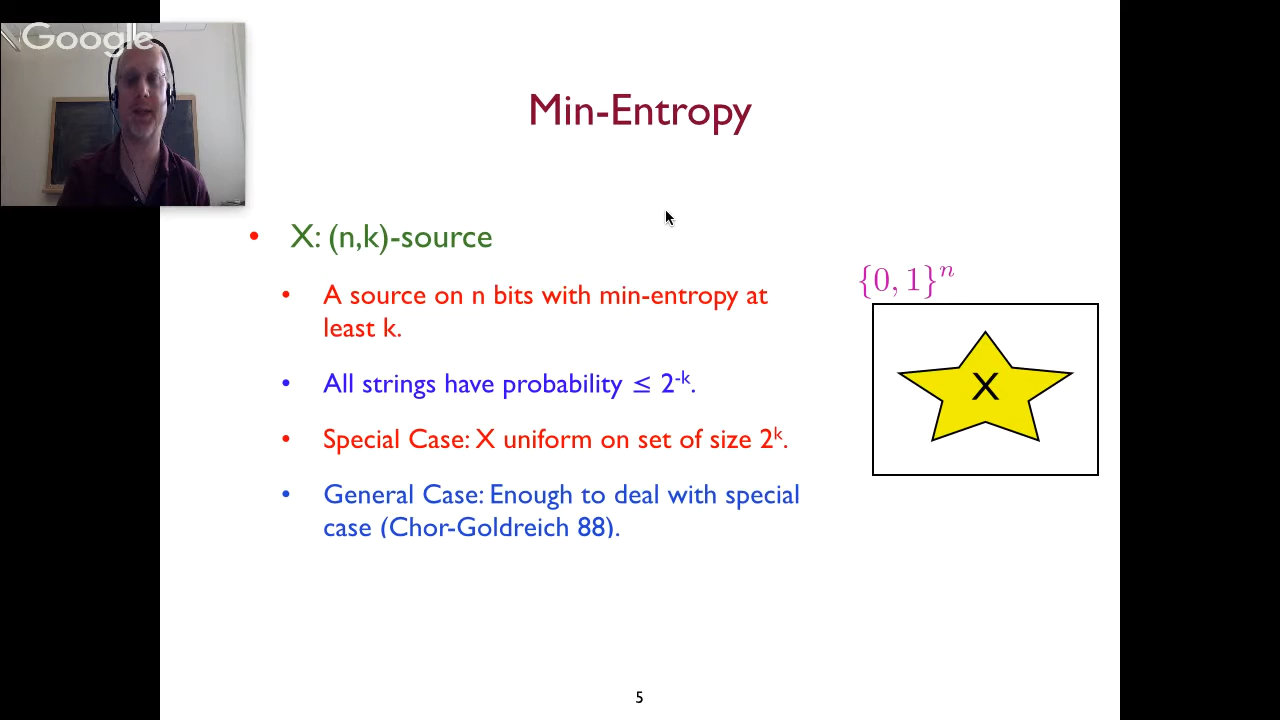 Google
Min-Entropy
• X: (n,k)-source
• A source on n bits with min-entropy at
least k.
• All strings have probability ≤ 2⁻ᵏ.
• Special Case: X uniform on set of size 2ᵏ.
• General Case: Enough to deal with special
case (Chor-Goldreich 88).
{0, 1}ⁿ
X
5